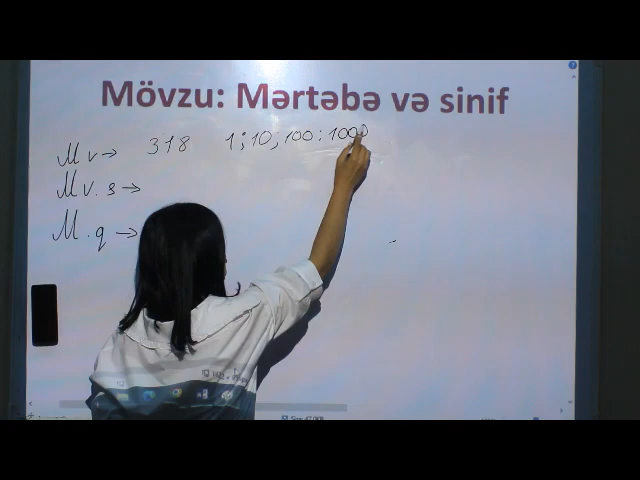 Mövzu: Mərtəbə və sinif
M v → 318 1 ; 10 , 100 : 1000
M v. s →
M. q →